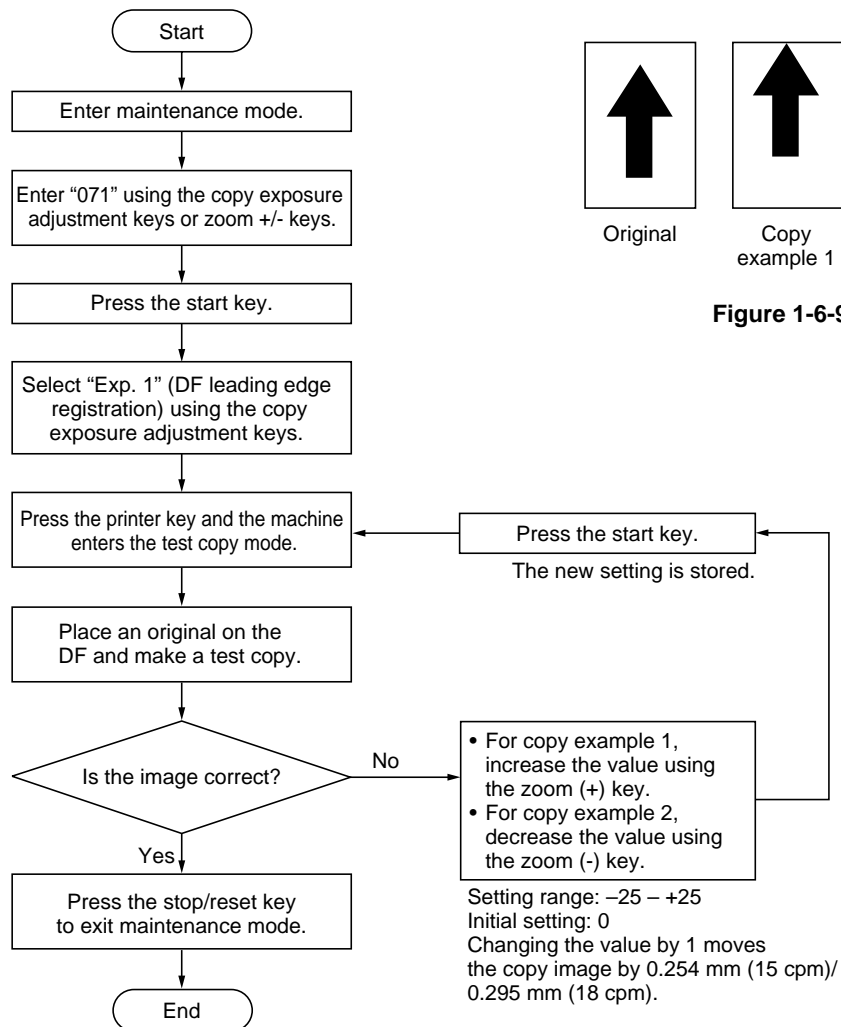 Start
Enter maintenance mode.
Enter “071” using the copy exposure
adjustment keys or zoom +/- keys.
Press the start key.
Select “Exp. 1” (DF leading edge
registration) using the copy
exposure adjustment keys.
Press the printer key and the machine
enters the test copy mode.
Place an original on the
DF and make a test copy.
Is the image correct?
No
Yes
Press the stop/reset key
to exit maintenance mode.
End
• For copy example 1,
increase the value using
the zoom (+) key.
• For copy example 2,
decrease the value using
the zoom (-) key.
Setting range: –25 – +25
Initial setting: 0
Changing the value by 1 moves
the copy image by 0.254 mm (15 cpm)/
0.295 mm (18 cpm).
Press the start key.
The new setting is stored.
Original
Copy
example 1
Figure 1-6-9